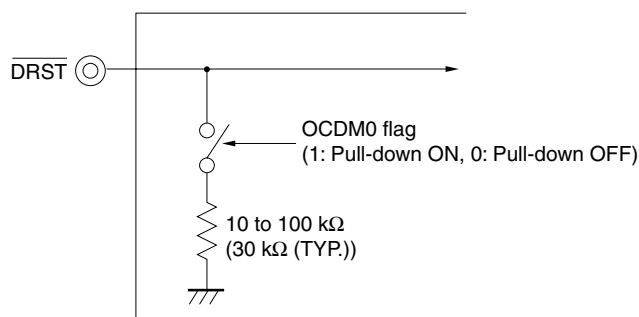 DRST
OCDM0 flag
(1: Pull-down ON, 0: Pull-down OFF)
10 to 100 kΩ
(30 kΩ (TYP.))